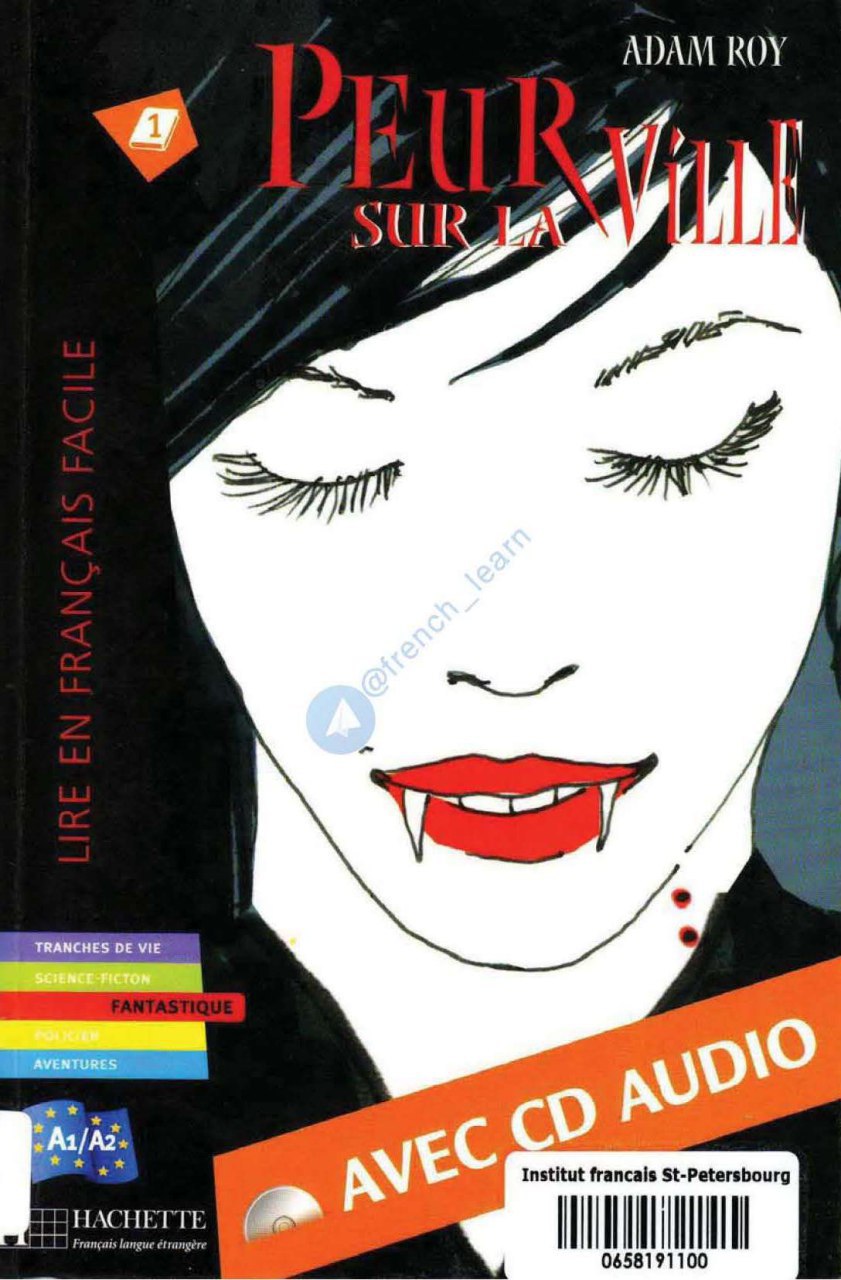 ADAM ROY
1
PEUR
SUR LA VILLE
LIRE EN FRANÇAIS FACILE
@french_learn
TRANCHES DE VIE
SCIENCE-FICTON
FANTASTIQUE
POLICIER
AVENTURES
A1/A2
HACHETTE
Français langue étrangère
AVEC CD AUDIO
Institut francais St-Petersbourg
0658191100